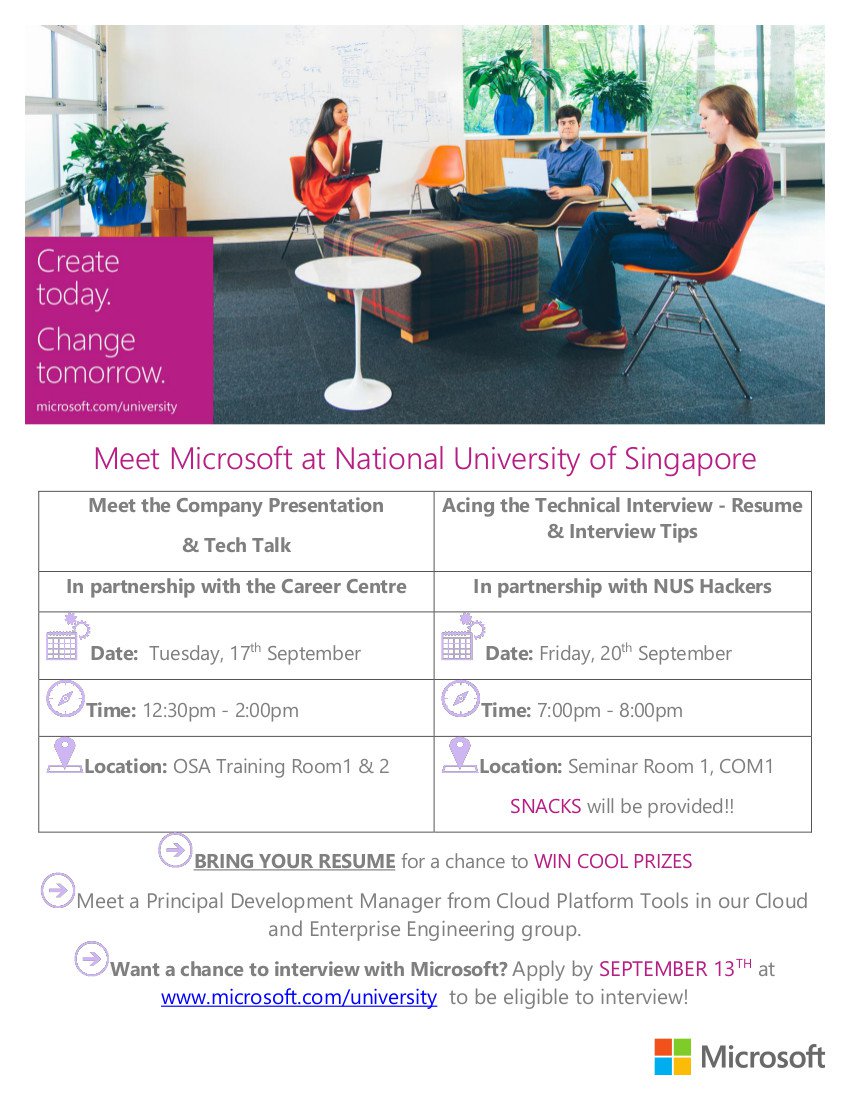 Create
today.
Change
tomorrow.
microsoft.com/university
Meet Microsoft at National University of Singapore
Meet the Company Presentation
& Tech Talk
Acing the Technical Interview - Resume
& Interview Tips
In partnership with the Career Centre
In partnership with NUS Hackers
Date: Tuesday, 17th September
Date: Friday, 20th September
Time: 12:30pm - 2:00pm
Time: 7:00pm - 8:00pm
Location: OSA Training Room1 & 2
Location: Seminar Room 1, COM1
SNACKS will be provided!!
BRING YOUR RESUME for a chance to WIN COOL PRIZES
Meet a Principal Development Manager from Cloud Platform Tools in our Cloud
and Enterprise Engineering group.
Want a chance to interview with Microsoft? Apply by SEPTEMBER 13TH at
www.microsoft.com/university to be eligible to interview!
Microsoft